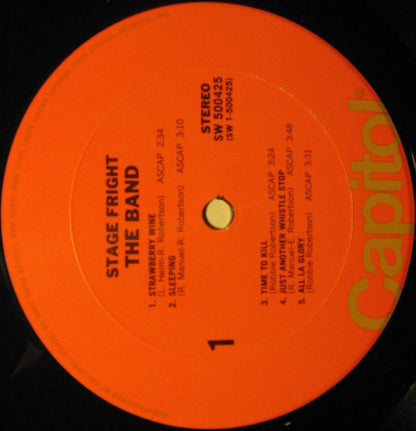 STAGE FRIGHT
THE BAND
1. STRAWBERRY WINE
(L. Helm-R. Robertson) ASCAP 2:34
2. SLEEPING
(R. Manuel-R. Robertson) ASCAP 3:10
STEREO
SW 500425
(SW 1-500425)
1
3. TIME TO KILL
(Robbie Robertson) ASCAP 3:24
4. JUST ANOTHER WHISTLE STOP
(R. Manuel-E. Robertson) ASCAP 3:48
5. ALL LA GLORY
(Robbie Robertson) ASCAP 3:31
Capitol